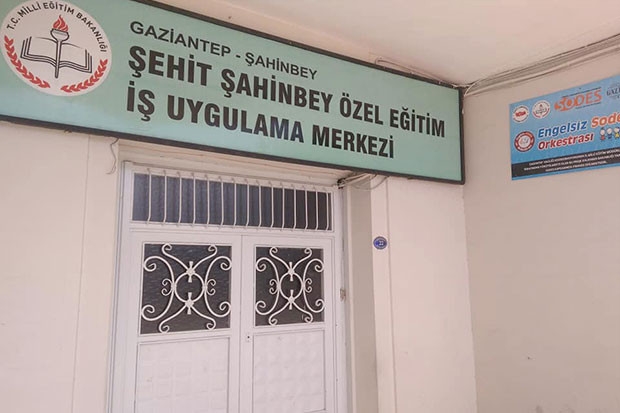 T.C. MİLLİ EĞİTİM BAKANLIĞI
GAZİANTEP - ŞAHİNBEY
ŞEHİT ŞAHİNBEY ÖZEL EĞİTİM
İŞ UYGULAMA MERKEZİ
SODES
Engelsiz Sodes
Orkestrası